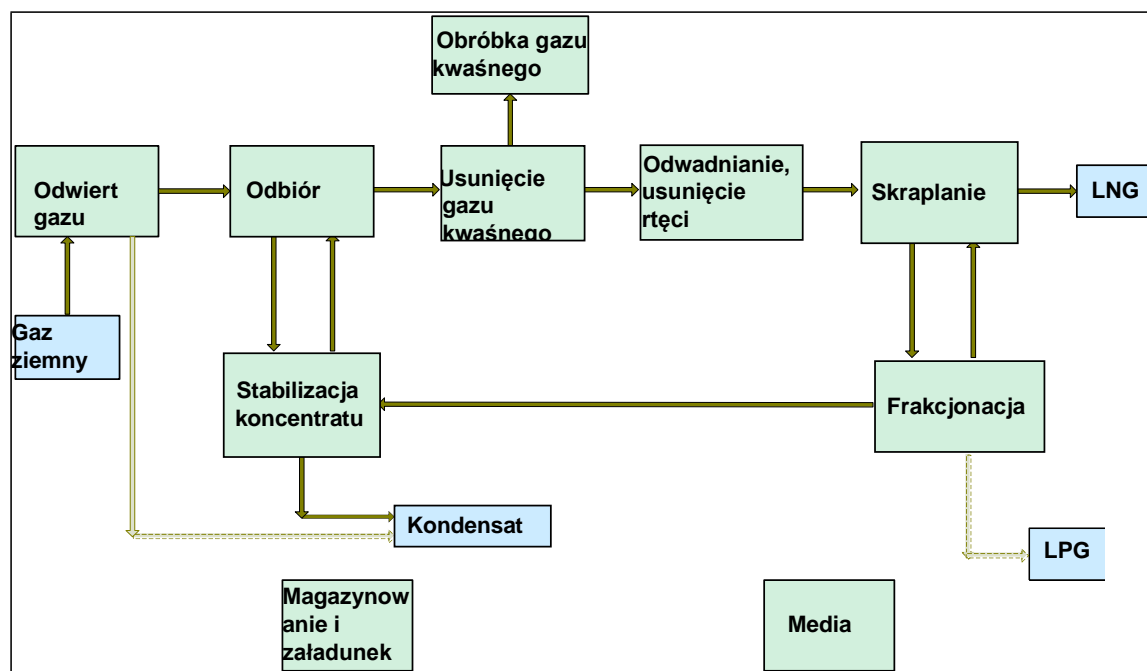 Obróbka gazu
kwaśnego
Odwiert
gazu
Odbiór
Usunięcie
gazu
kwaśnego
Odwadnianie,
usunięcie
rtęci
Skraplanie
LNG
Gaz
ziemny
Stabilizacja
koncentratu
Frakcjonacja
Kondensat
LPG
Magazynow
anie i
załadunek
Media